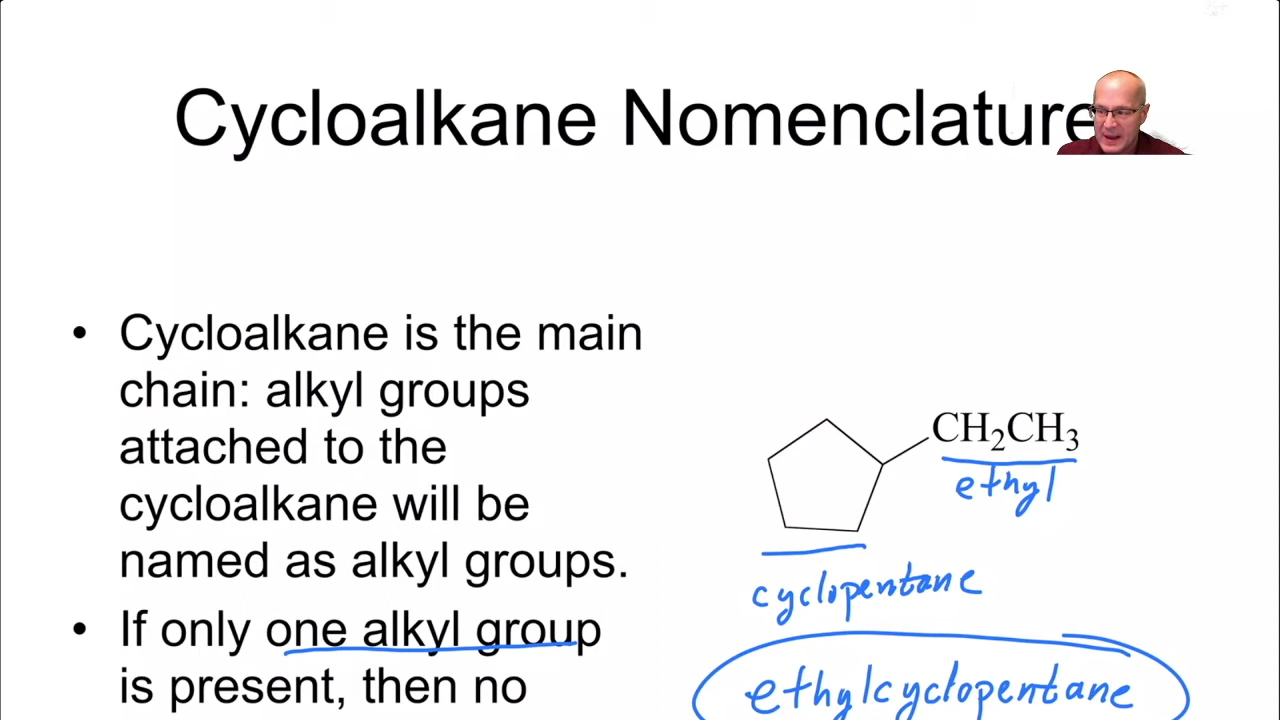 Cycloalkane Nomenclature
• Cycloalkane is the main
chain: alkyl groups
attached to the
cycloalkane will be
named as alkyl groups.
• If only one alkyl group
is present, then no
CH₂CH₃
ethyl
cyclopentane
ethylcyclopentane